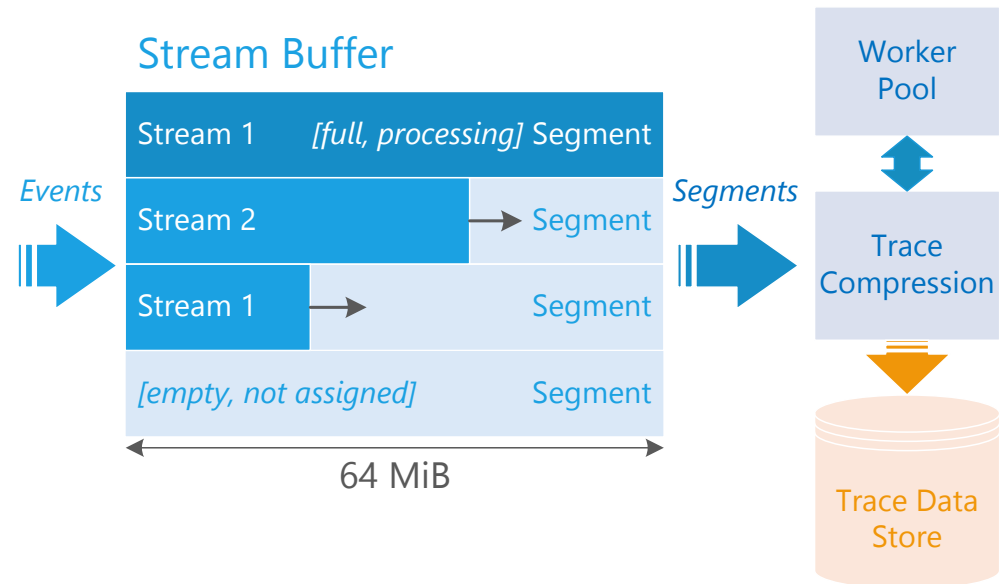 Stream Buffer
Events
Stream 1 [full, processing] Segment
Stream 2 Segment
Stream 1 Segment
[empty, not assigned] Segment
64 MiB
Segments
Worker
Pool
Trace
Compression
Trace Data
Store